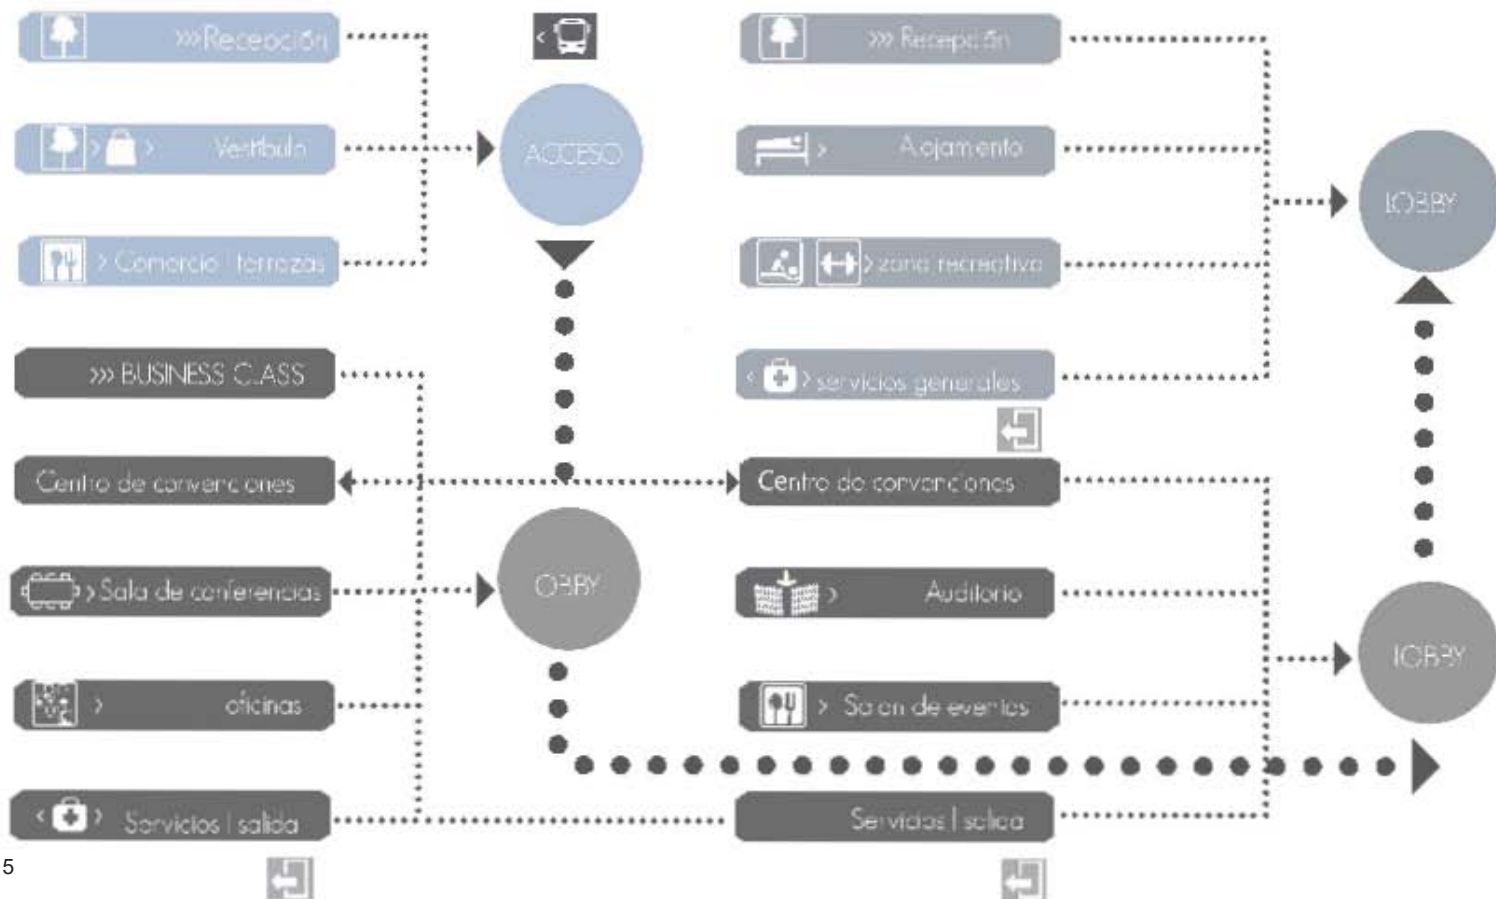 >>> Recepción
> > Vestíbulo
> Comercio | terrazas
ACCESO
>>> BUSINESS CLASS
Centro de convenciones
> Sala de conferencias
> oficinas
< > Servicios | salida
LOBBY
>>> Recepción
> Alojamiento
> zona recreativa
< > servicios generales
LOBBY
Centro de convenciones
> Auditorio
> Salon de eventos
Servicios | salida
LOBBY
5